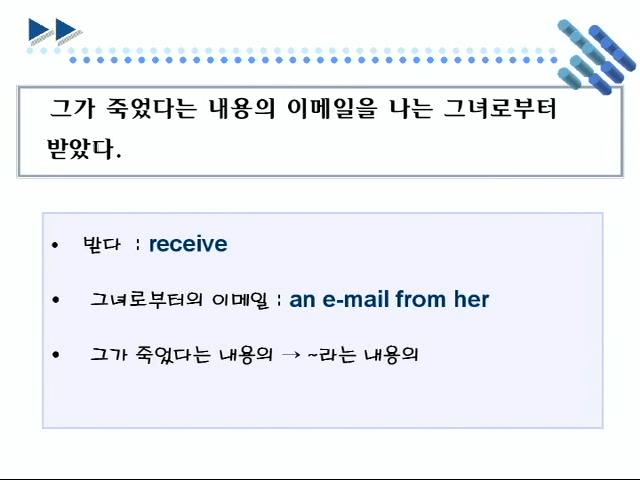 그가 죽었다는 내용의 이메일을 나는 그녀로부터
받았다.
• 받다 : receive
• 그녀로부터의 이메일 : an e-mail from her
• 그가 죽었다는 내용의 → ~라는 내용의